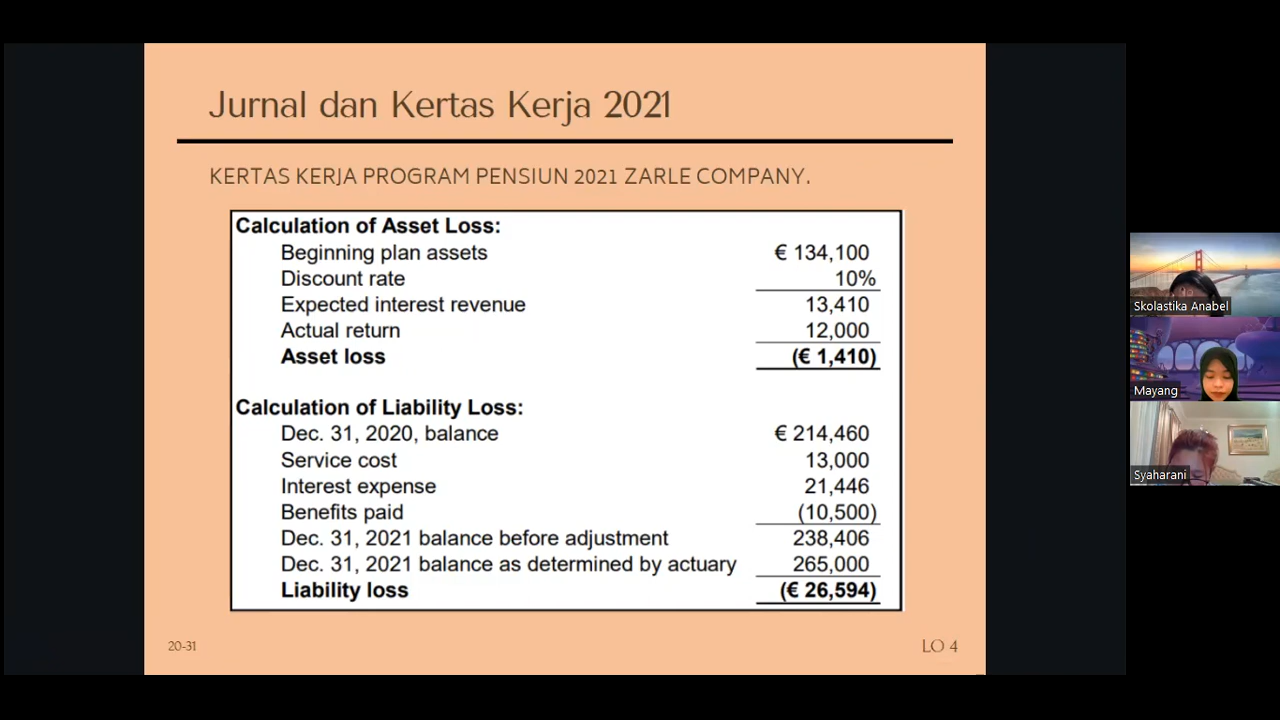 Jurnal dan Kertas Kerja 2021
KERTAS KERJA PROGRAM PENSIUN 2021 ZARLE COMPANY.
Calculation of Asset Loss:
Beginning plan assets € 134,100
Discount rate 10%
Expected interest revenue 13,410
Actual return 12,000
Asset loss (€ 1,410)
Calculation of Liability Loss:
Dec. 31, 2020, balance € 214,460
Service cost 13,000
Interest expense 21,446
Benefits paid (10,500)
Dec. 31, 2021 balance before adjustment 238,406
Dec. 31, 2021 balance as determined by actuary 265,000
Liability loss (€ 26,594)
20-31 LO 4
Skolastika Anabel
Mayang
Syaharani